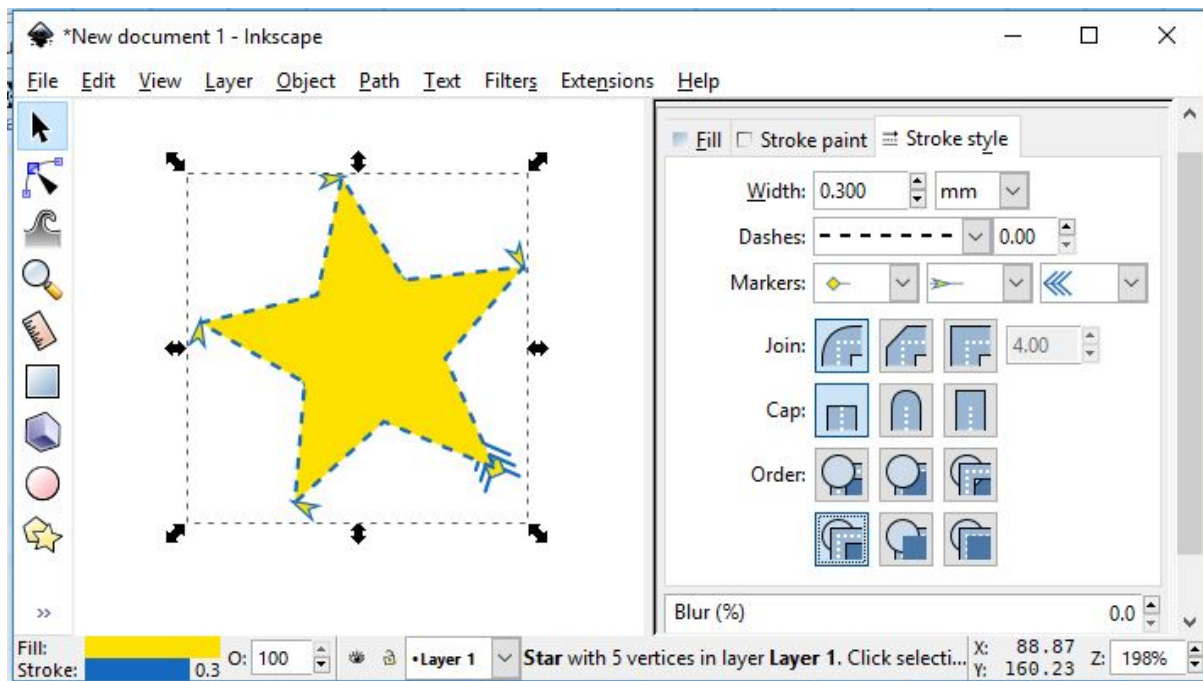 *New document 1 - Inkscape
File Edit View Layer Object Path Text Filters Extensions Help
Fill Stroke paint Stroke style
Width: 0.300 mm
Dashes: 0.00
Markers:
Join: 4.00
Cap:
Order:
Blur (%) 0.0
Fill:
Stroke: 0.3 O: 100 •Layer 1 Star with 5 vertices in layer Layer 1. Click selecti... X: 88.87 Z: 198%
Y: 160.23